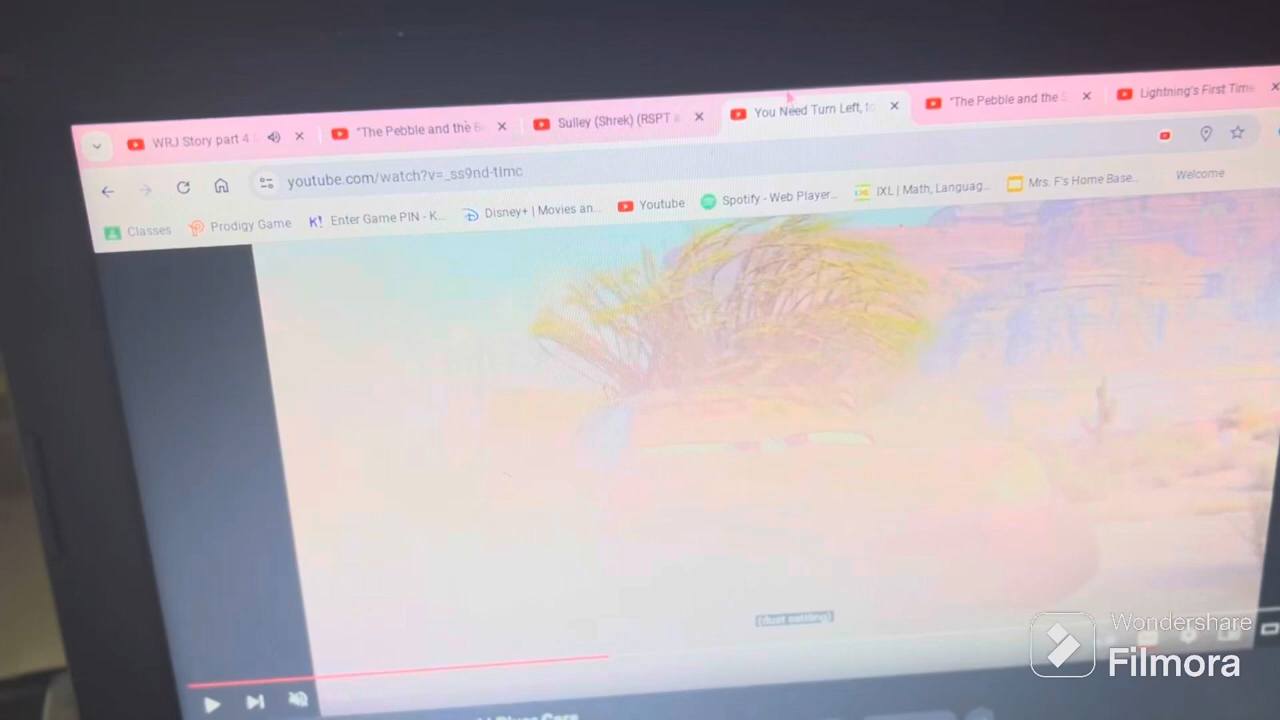 WRJ Story part 4
"The Pebble and the
Sulley (Shrek) (RSPT
You Need Turn Left, to
"The Pebble and the
Lightning's First Time
youtube.com/watch?v=_ss9nd-tImc
Classes
Prodigy Game
K! Enter Game PIN - K...
Disney+ | Movies an...
Youtube
Spotify - Web Player...
IXL | Math, Languag...
Mrs. F's Home Base...
Welcome
(dust settling)
Wondershare
Filmora